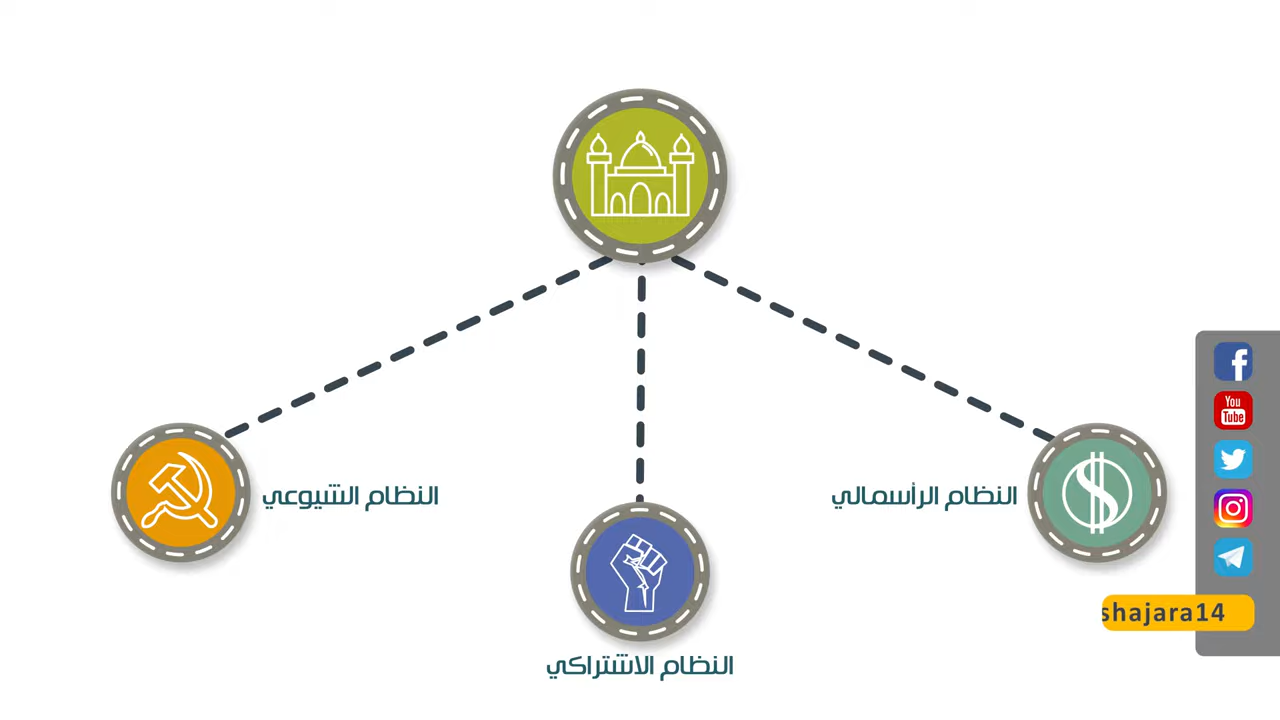 النظام الرأسمالي
النظام الشيوعي
النظام الاشتراكي
f
You
Tube
shajara14